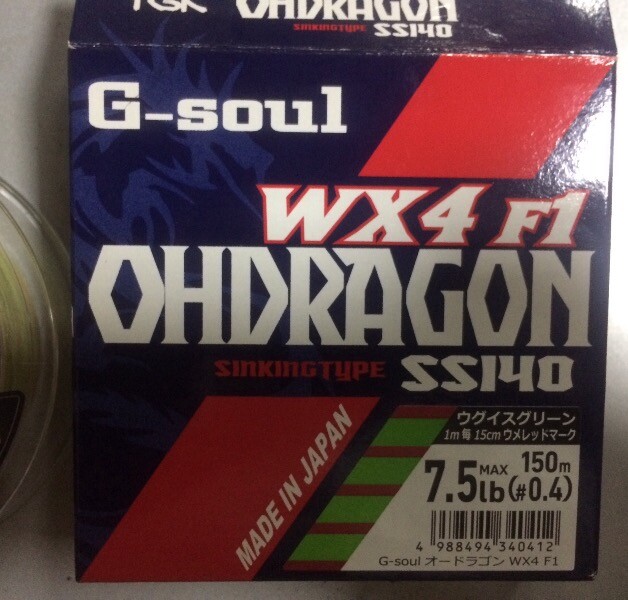 YGK
OHDRAGON
SINKINGTYPE SS140
G-soul
WX4 F1
OHDRAGON
SINKINGTYPE SS140
MADE IN JAPAN
ウグイスグリーン
1m毎 15cm ウメレッドマーク
7.5lb MAX 150m (#0.4)
4 988494 340412
G-soul オードラゴン WX4 F1